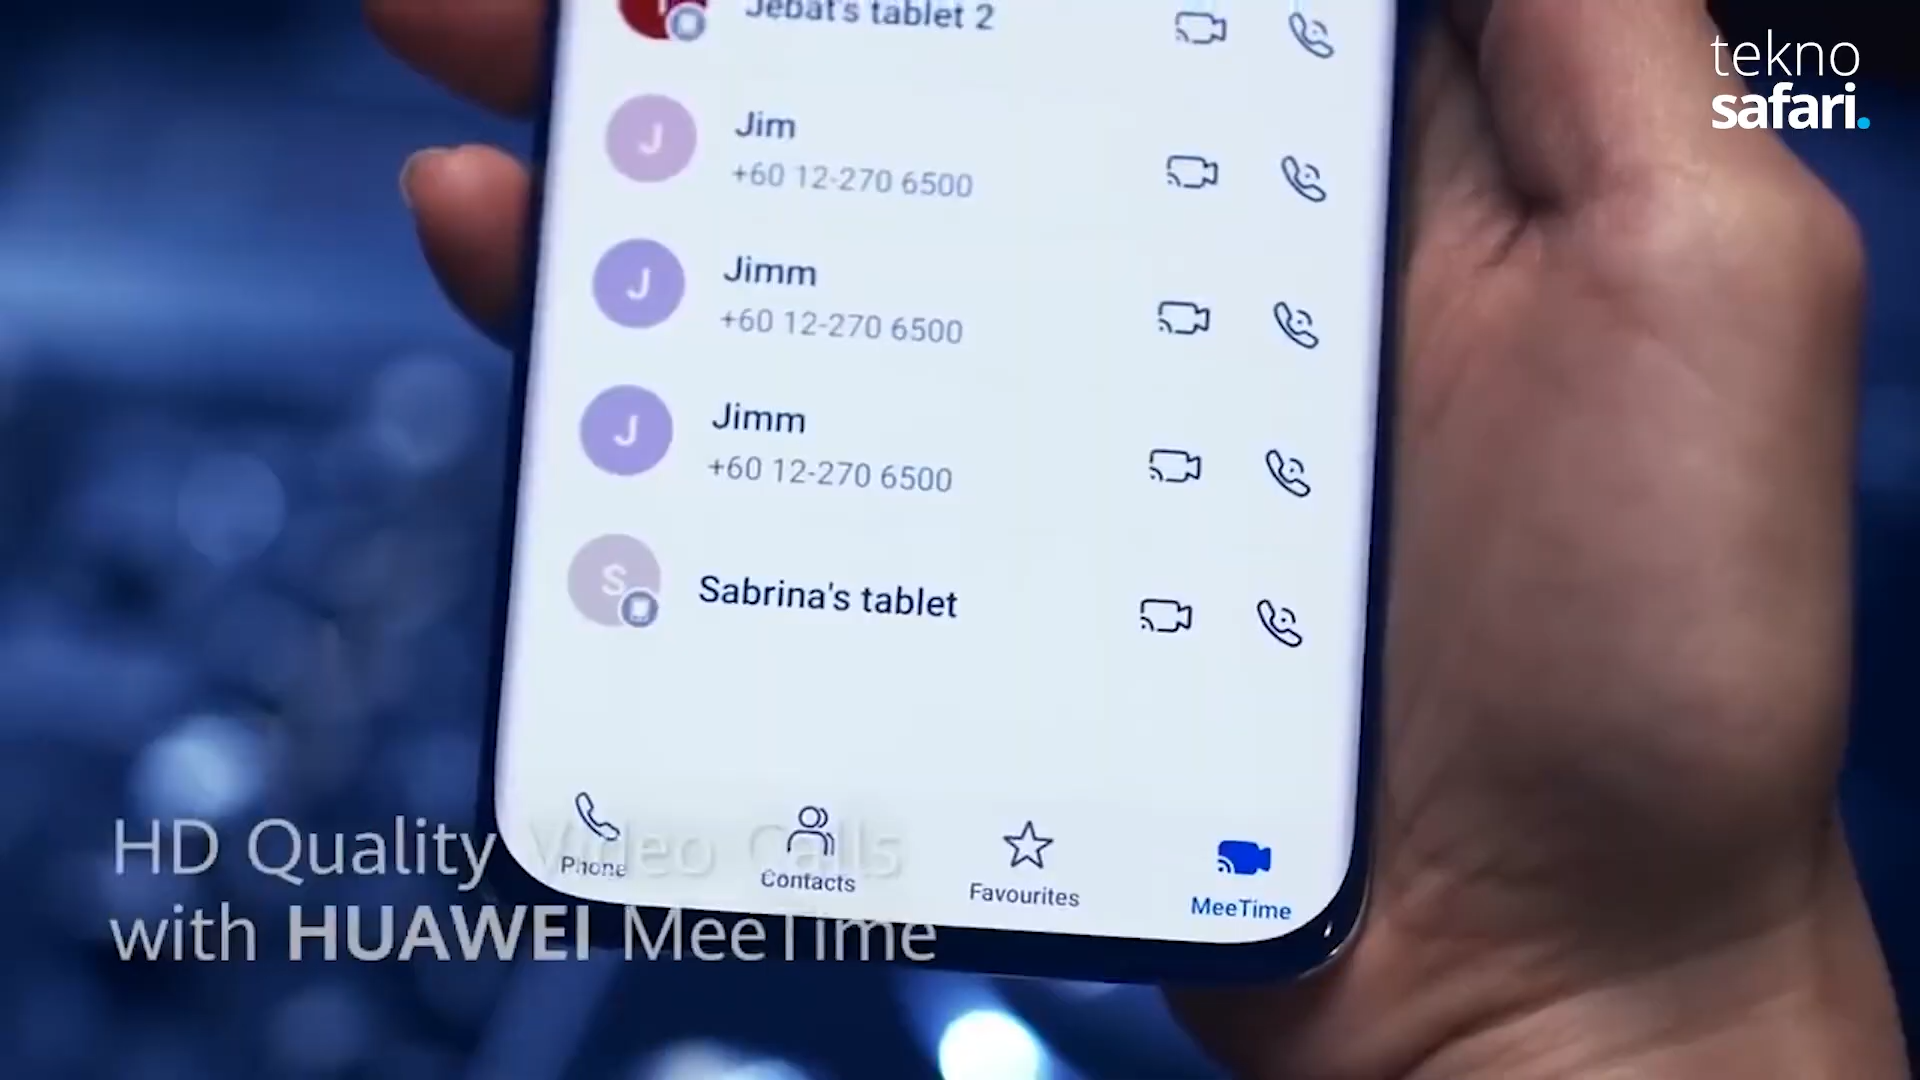 tekno
safari.
Jebat's tablet 2
J
Jim
+60 12-270 6500
J
Jimm
+60 12-270 6500
J
Jimm
+60 12-270 6500
S
Sabrina's tablet
Phone
Contacts
Favourites
MeeTime
HD Quality Video Calls
with HUAWEI MeeTime